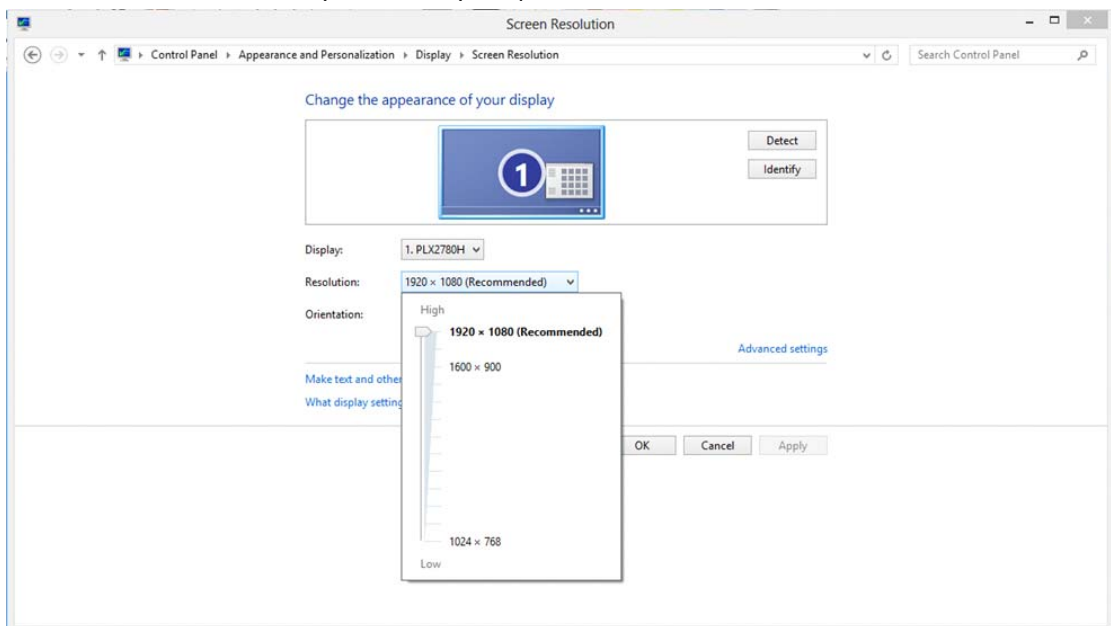 Screen Resolution
Control Panel Appearance and Personalization Display Screen Resolution Search Control Panel
Change the appearance of your display
1
Detect
Identify
Display: 1. PLX2780H
Resolution: 1920 × 1080 (Recommended)
Orientation:
High
1920 × 1080 (Recommended)
Advanced settings
1600 × 900
Make text and other
What display setting
OK Cancel Apply
1024 × 768
Low